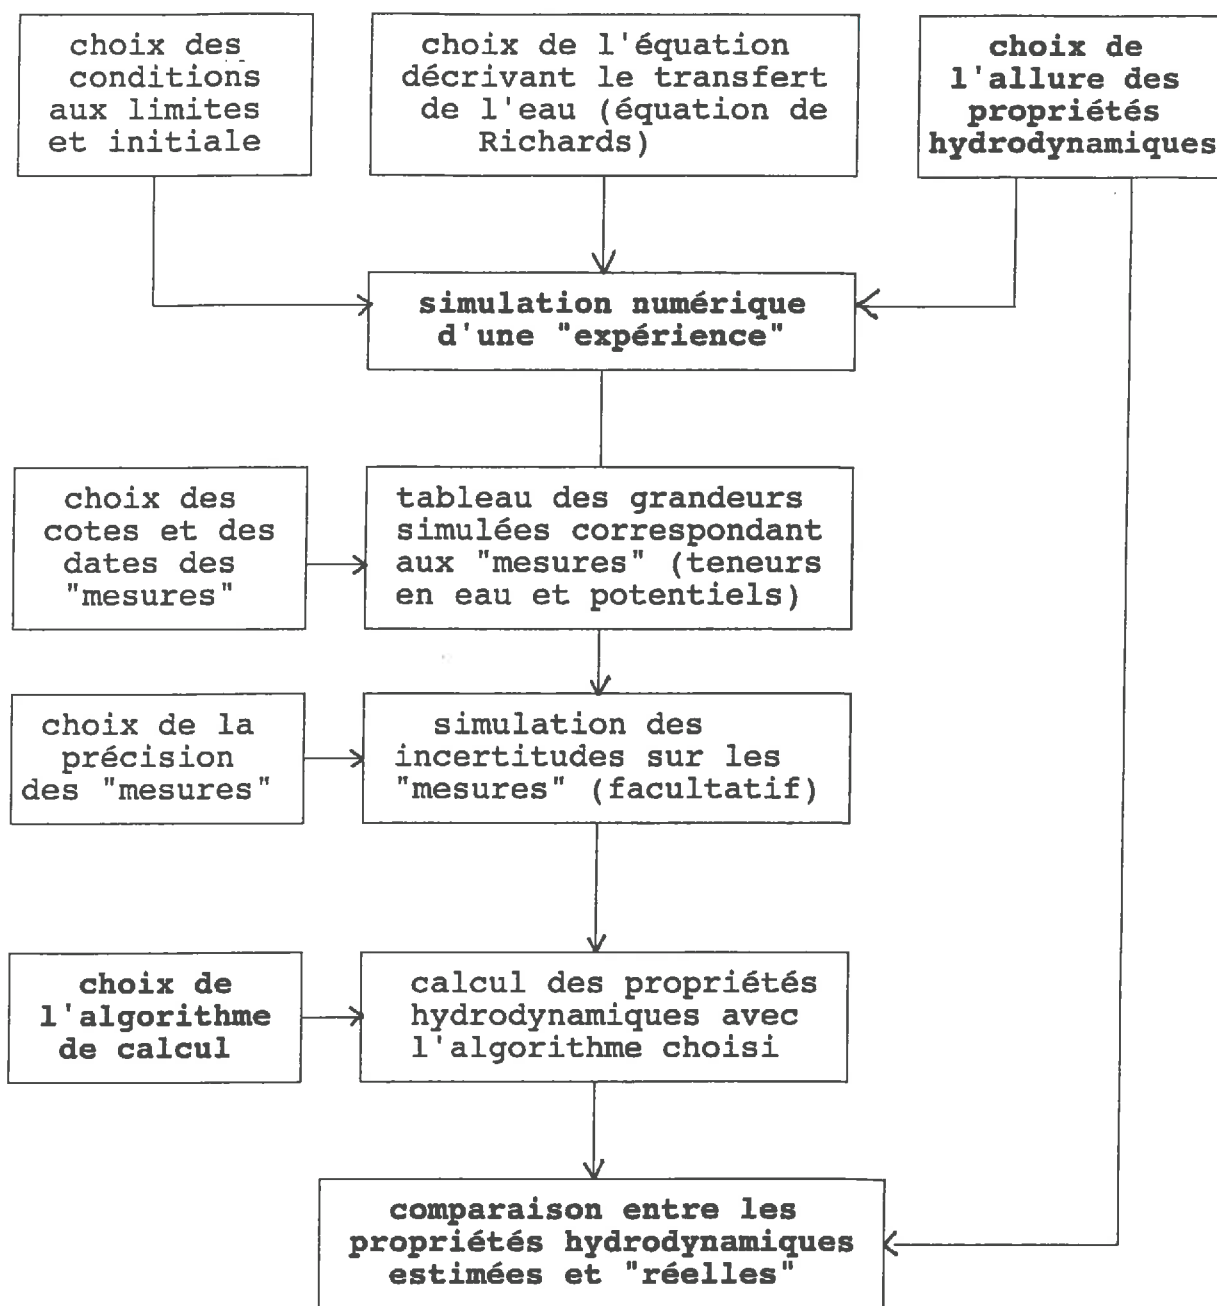 choix des
conditions
aux limites
et initiale
choix de l'équation
décrivant le transfert
de l'eau (équation de
Richards)
choix de
l'allure des
propriétés
hydrodynamiques
simulation numérique
d'une "expérience"
choix des
cotes et des
dates des
"mesures"
tableau des grandeurs
simulées correspondant
aux "mesures" (teneurs
en eau et potentiels)
choix de la
précision
des "mesures"
simulation des
incertitudes sur les
"mesures" (facultatif)
choix de
l'algorithme
de calcul
calcul des propriétés
hydrodynamiques avec
l'algorithme choisi
comparaison entre les
propriétés hydrodynamiques
estimées et "réelles"